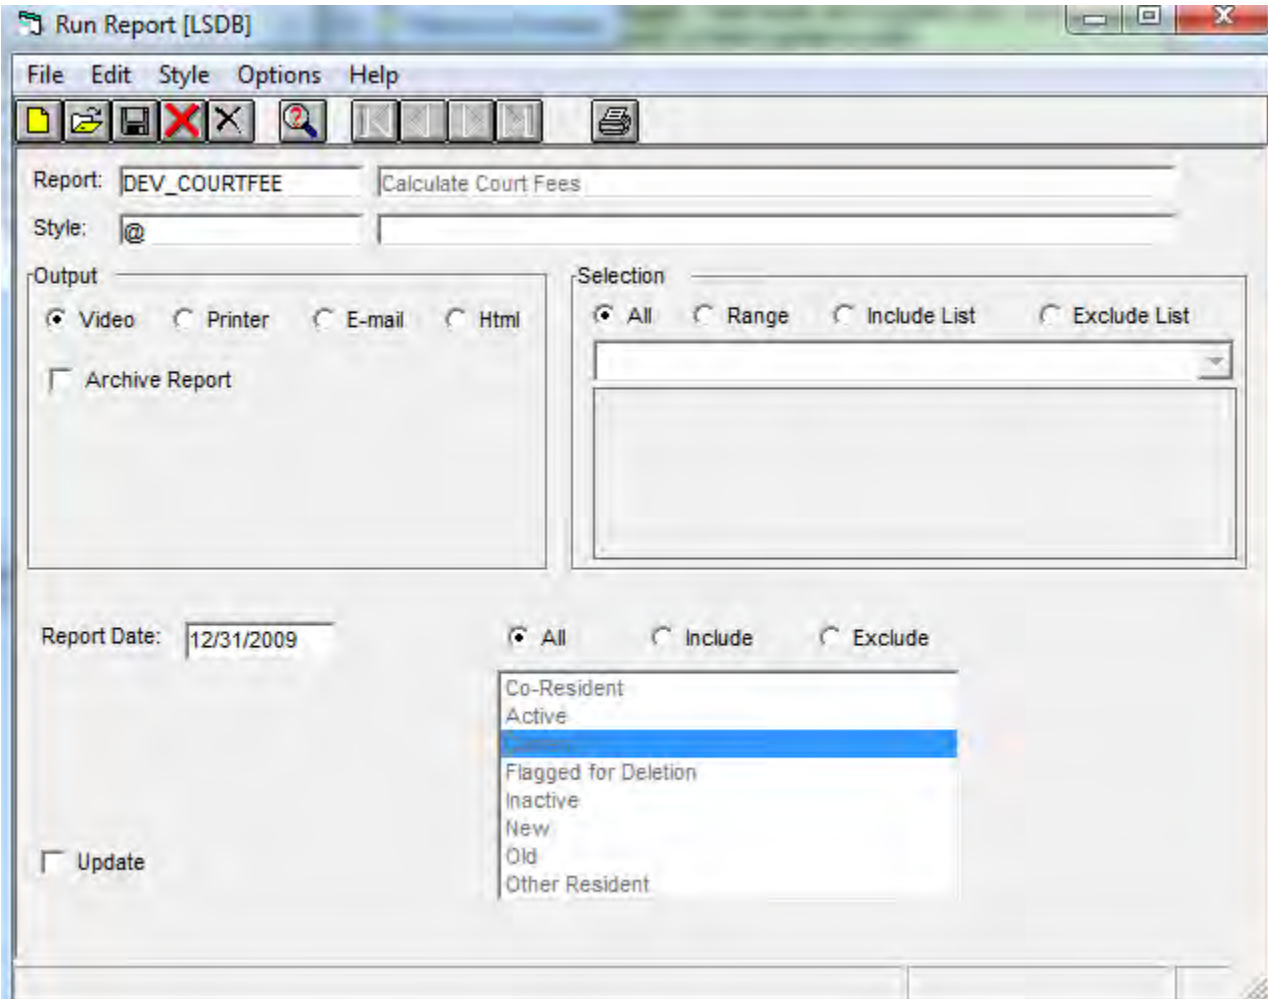 Run Report [LSDB]
File Edit Style Options Help
Report: DEV_COURTFEE Calculate Court Fees
Style: @
Output
Video Printer E-mail Html
Archive Report
Selection
All Range Include List Exclude List
Report Date: 12/31/2009
All Include Exclude
Co-Resident
Active
Flagged for Deletion
Inactive
New
Old
Other Resident
Update